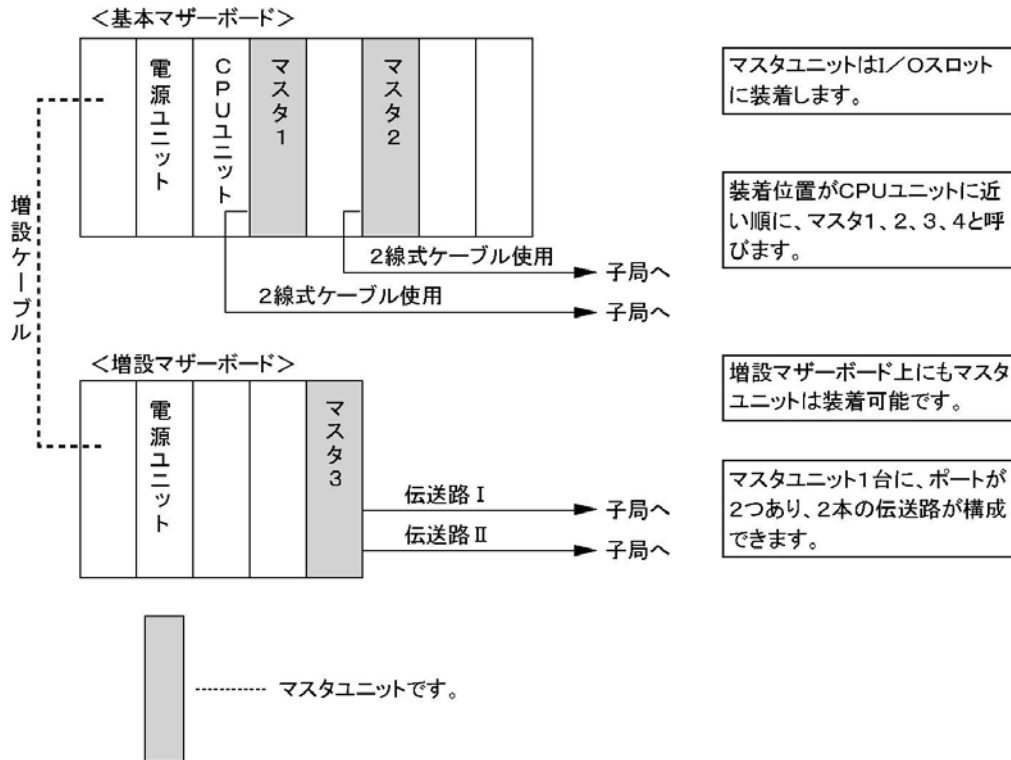 ＜基本マザーボード＞
電源ユニット
CPUユニット
マスタ1
マスタ2
増設ケーブル
2線式ケーブル使用
子局へ
2線式ケーブル使用
子局へ
＜増設マザーボード＞
電源ユニット
マスタ3
伝送路Ⅰ
子局へ
伝送路Ⅱ
子局へ
マスタユニットです。
マスタユニットはI／Oスロット
に装着します。
装着位置がCPUユニットに近
い順に、マスタ1、2、3、4と呼
びます。
増設マザーボード上にもマスタ
ユニットは装着可能です。
マスタユニット1台に、ポートが
2つあり、2本の伝送路が構成
できます。